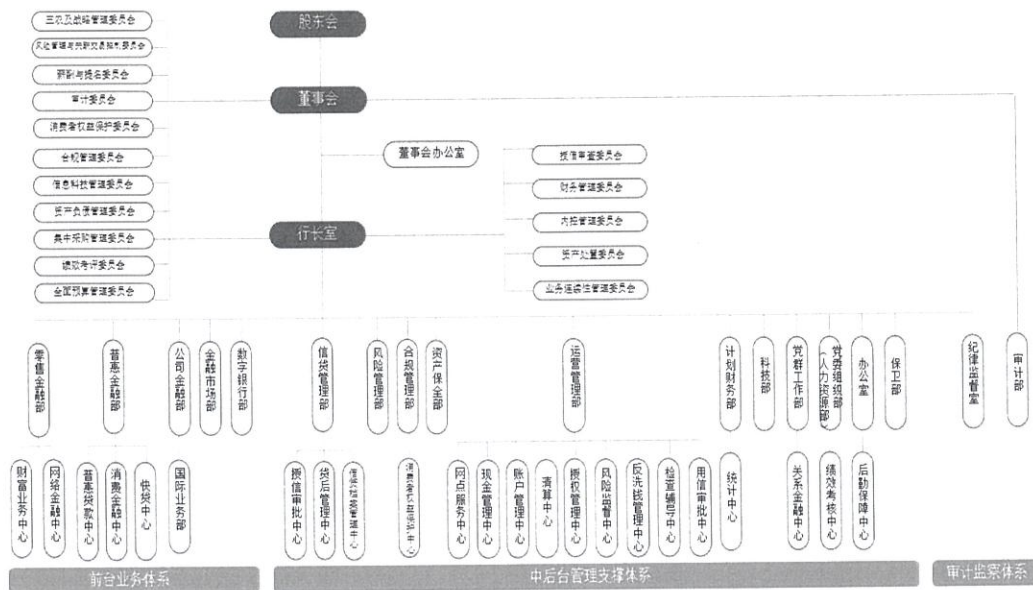 三农及战略管理委员会
风险管理与关联交易控制委员会
薪酬与提名委员会
审计委员会
消费者权益保护委员会
合规管理委员会
信息科技管理委员会
资产负债管理委员会
集中采购管理委员会
绩效考评委员会
全面预算管理委员会
股东会
董事会
董事会办公室
行长室
授信审查委员会
财务管理委员会
内控管理委员会
资产处置委员会
业务连续性管理委员会
零售金融部
普惠金融部
公司金融部
金融市场部
数字银行部
信贷管理部
风险管理部
合规管理部
资产保全部
运营管理部
计划财务部
科技部
党群工作部
党委组织部
(人力资源部)
办公室
保卫部
纪律监督室
审计部
财富业务中心
网络金融中心
普惠贷款中心
消费金融中心
快贷中心
国际业务部
授信审批中心
贷后管理中心
信贷档案管理中心
消费者权益保护中心
网点服务中心
现金管理中心
账户管理中心
清算中心
授权管理中心
风险监督中心
反洗钱管理中心
检查辅导中心
用信审批中心
统计中心
关系金融中心
绩效考核中心
后勤保障中心
前台业务体系
中后台管理支撑体系
审计监察体系